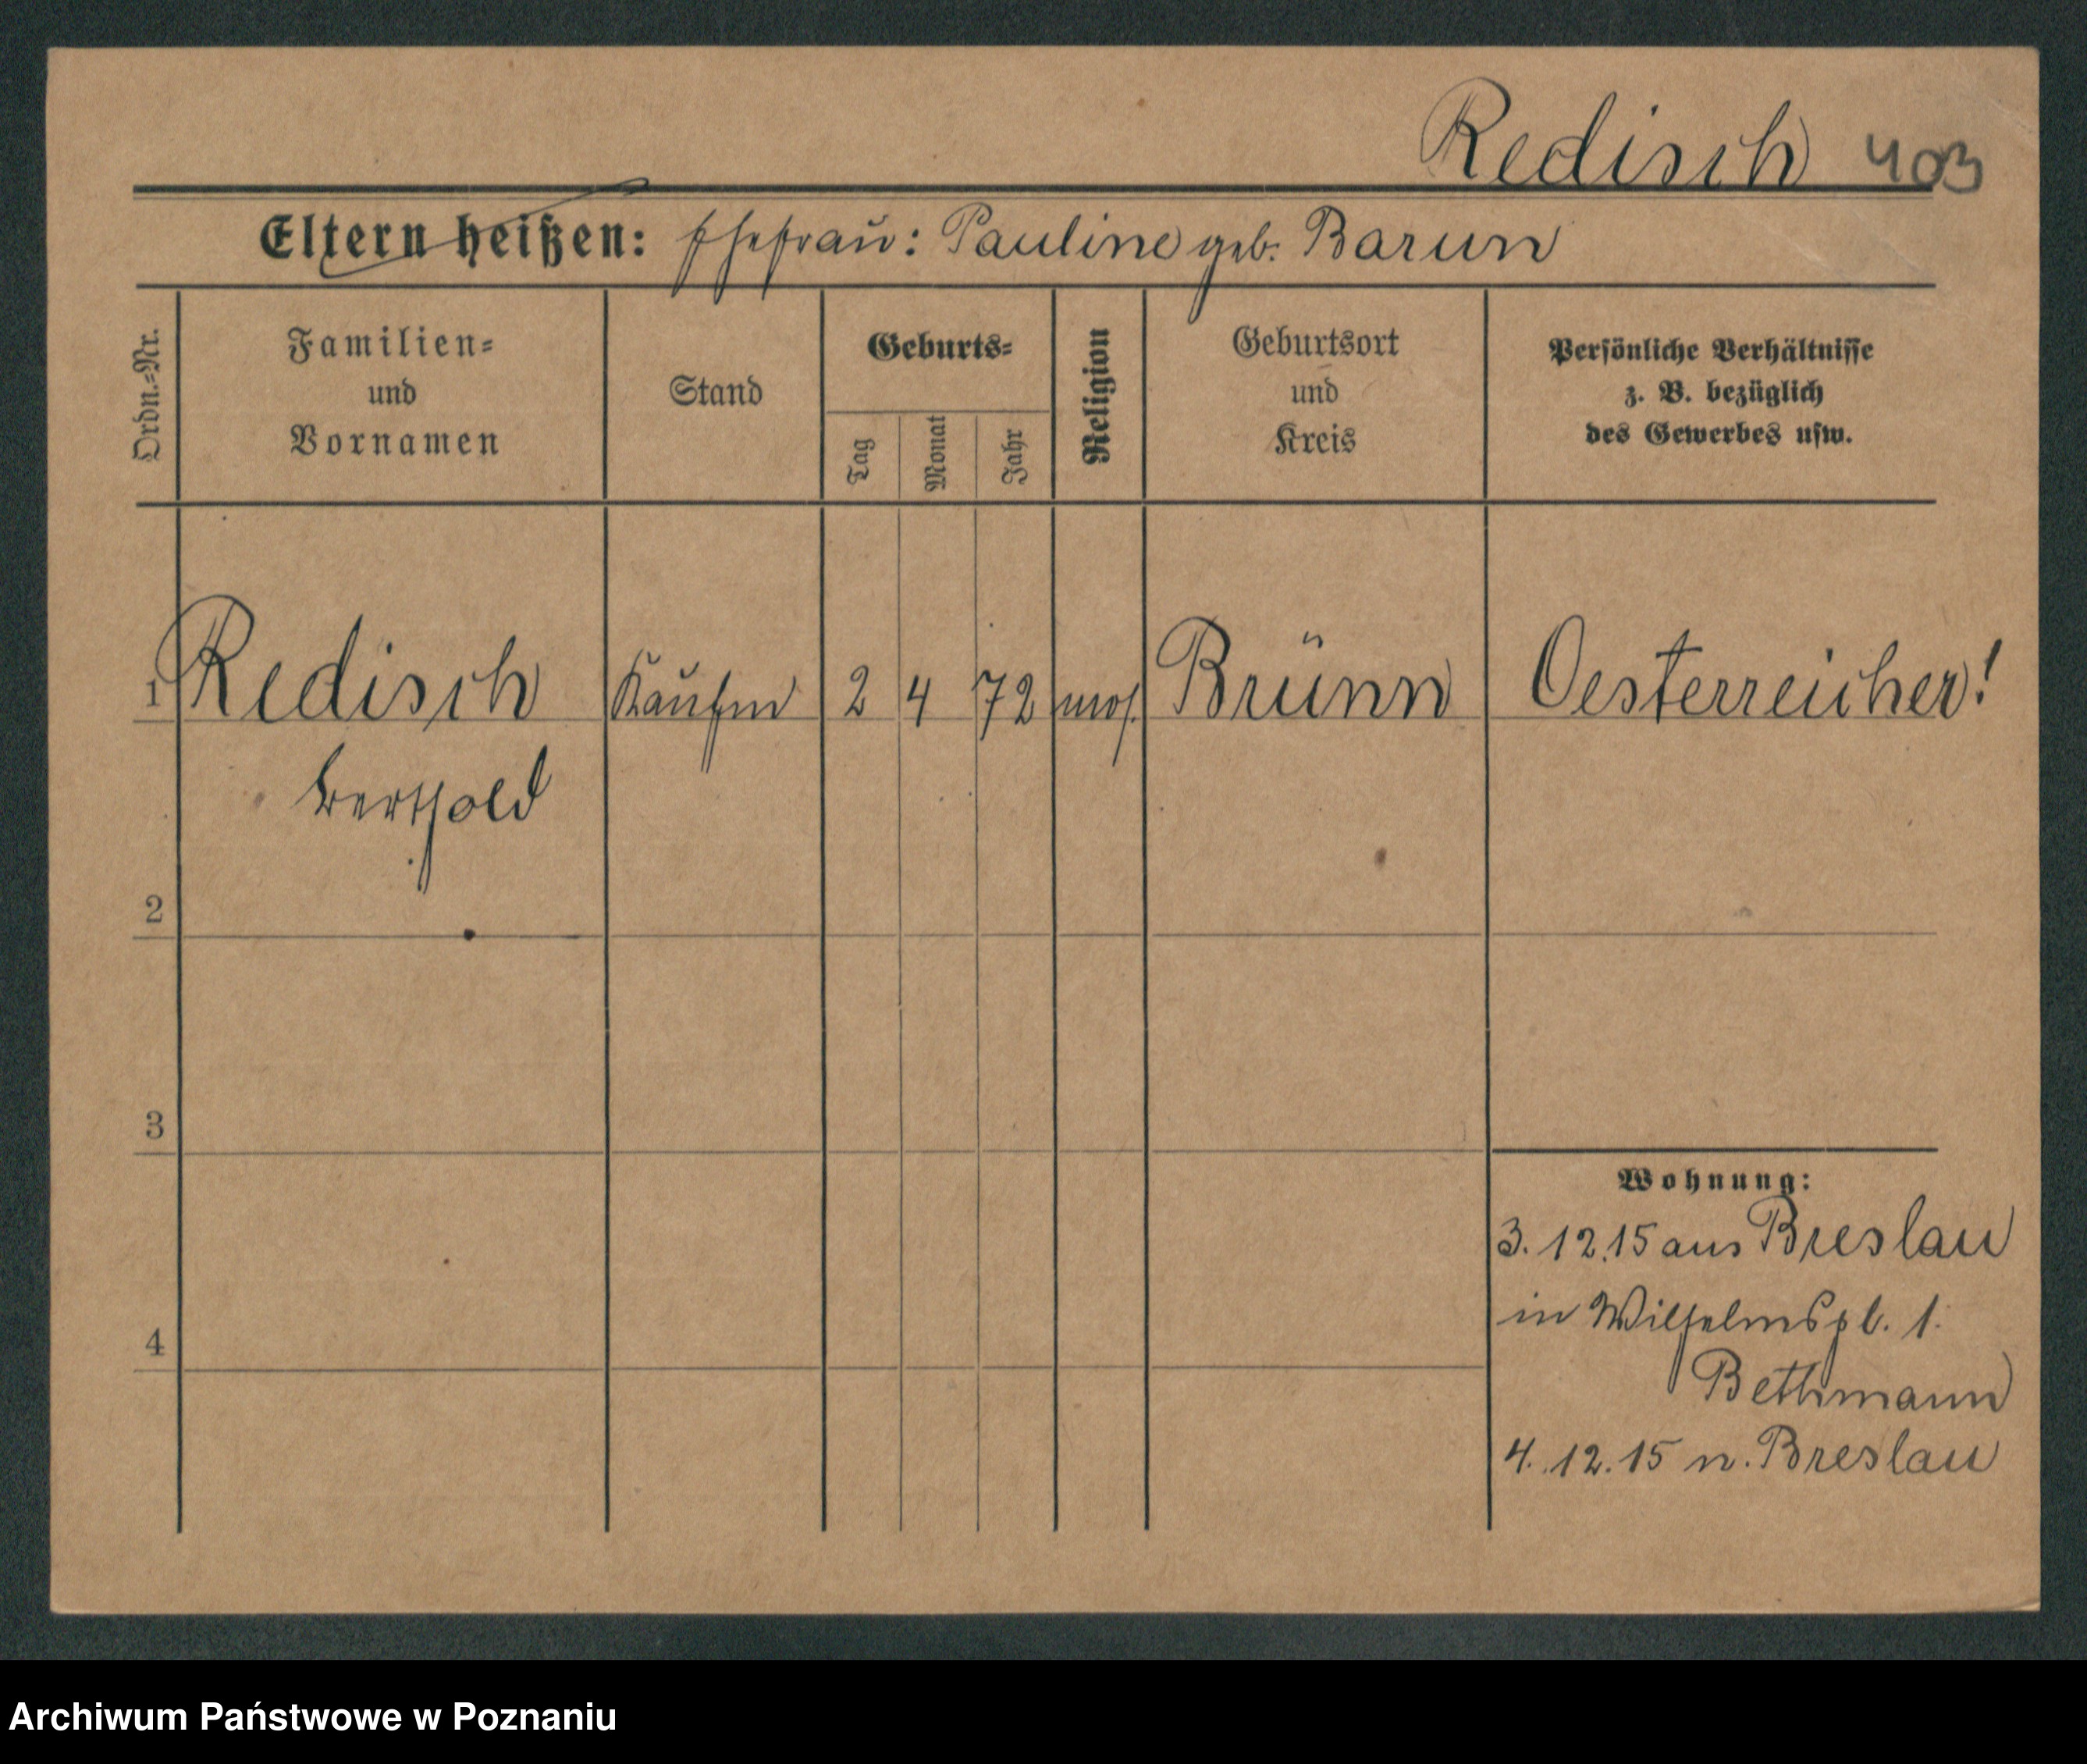 Redisch 403
Eltern heißen: Ehefrau: Pauline geb. Barun
Ordn.-Nr.
Familien-
und
Vornamen
Stand
Geburts-
Tag
Monat
Jahr
Religion
Geburtsort
und
Kreis
Persönliche Verhältnisse
z. B. bezüglich
des Gewerbes usw.
1 Redisch Kaufm 2 4 72 mos. Brünn Oesterreicher!
Berthold
2
3
Wohnung:
3. 12. 15 aus Breslau
in Wilhelmspl. 1.
4
Bethmann
4. 12. 15 n. Breslau
Archiwum Państwowe w Poznaniu